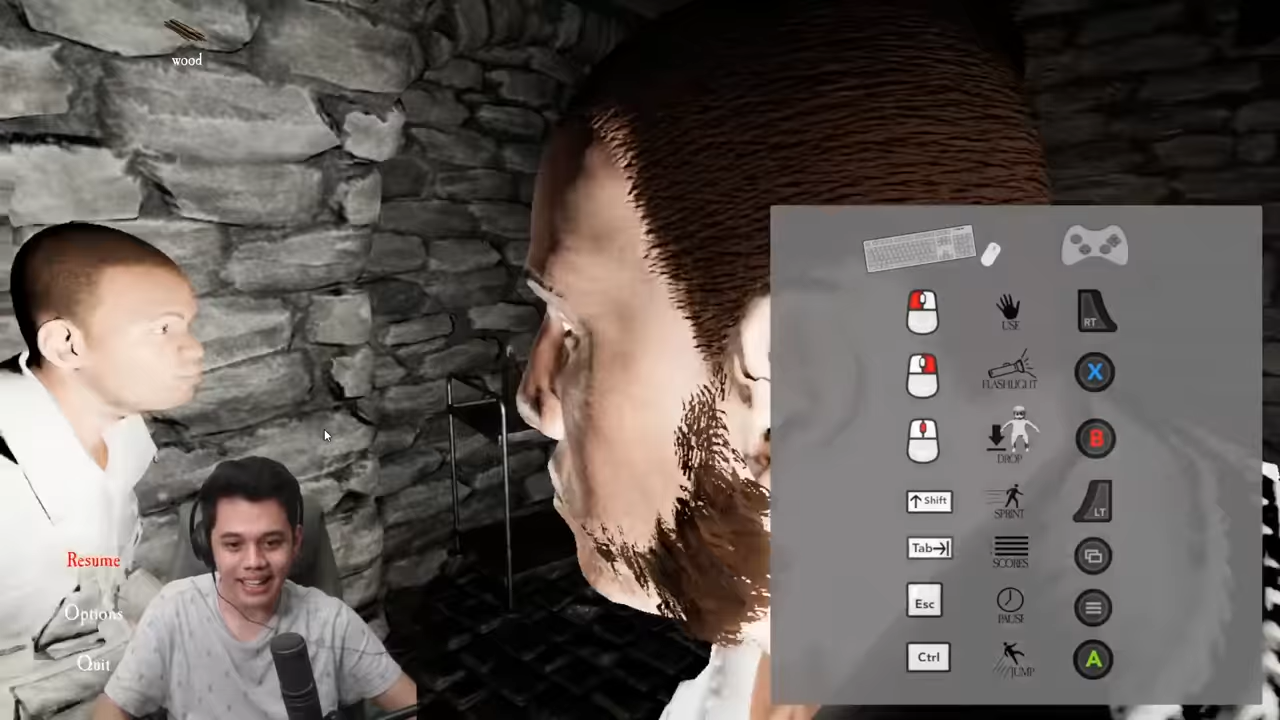 wood
Resume
Options
Quit
USE
RT
FLASHLIGHT
X
DROP
B
Shift
SPRINT
LT
Tab
SCORES
Esc
PAUSE
Ctrl
JUMP
A